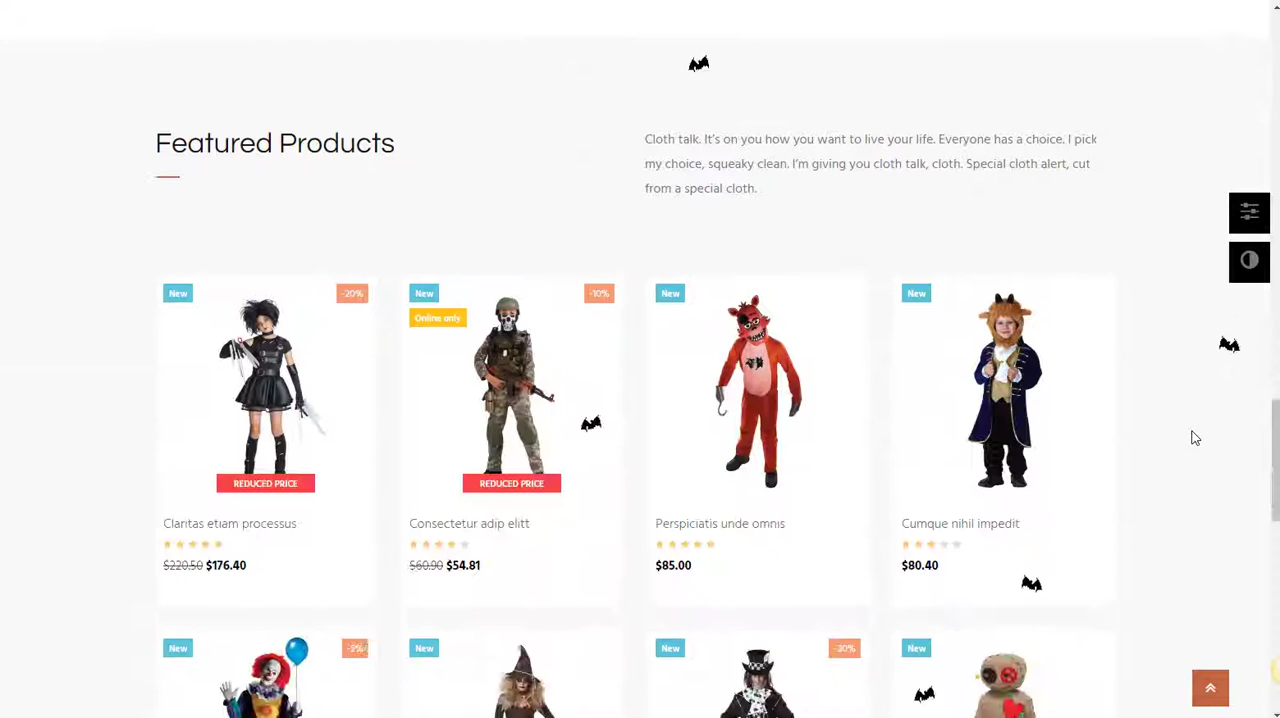 Featured Products
Cloth talk. It's on you how you want to live your life. Everyone has a choice. I pick
my choice, squeaky clean. I'm giving you cloth talk, cloth. Special cloth alert, cut
from a special cloth.
New
-20%
New
-10%
New
New
Online only
REDUCED PRICE
REDUCED PRICE
Claritas etiam processus
Consectetur adip elitt
Perspiciatis unde omnis
Cumque nihil impedit
$220.50 $176.40
$60.90 $54.81
$85.00
$80.40
New
-5%
New
New
-30%
New